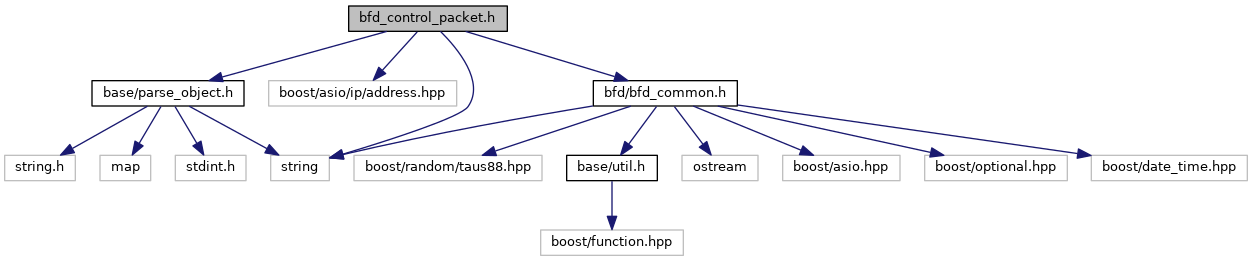 bfd_control_packet.h
base/parse_object.h
boost/asio/ip/address.hpp
bfd/bfd_common.h
string.h
map
stdint.h
string
boost/random/taus88.hpp
base/util.h
ostream
boost/asio.hpp
boost/optional.hpp
boost/date_time.hpp
boost/function.hpp